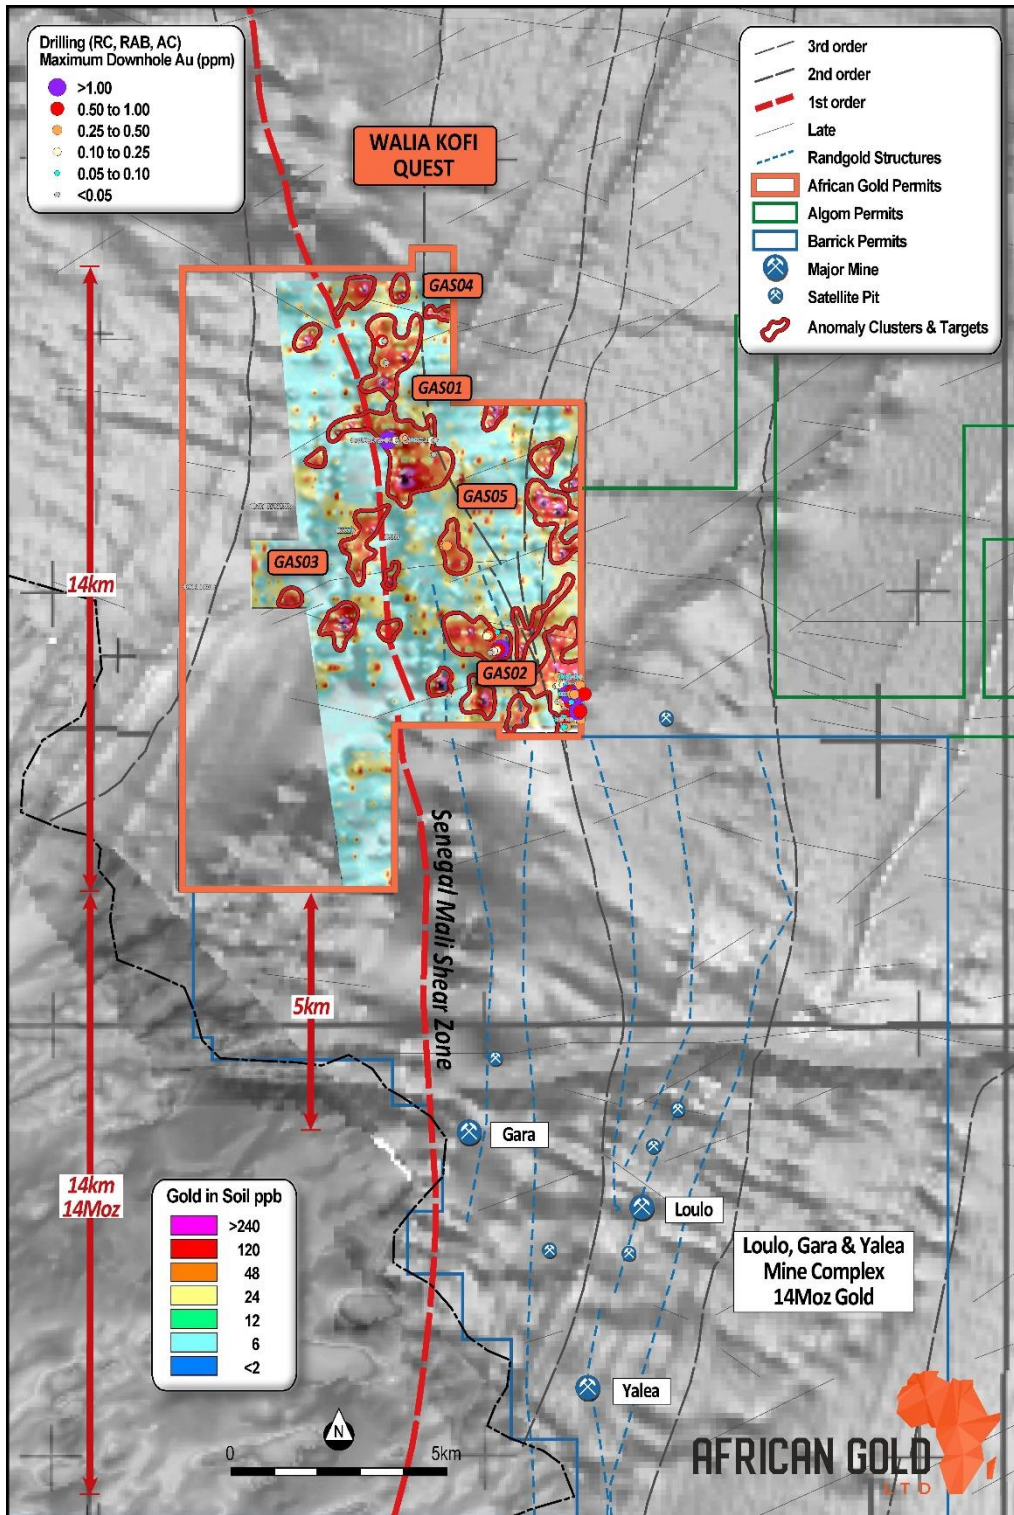 Drilling (RC, RAB, AC)
Maximum Downhole Au (ppm)
>1.00
0.50 to 1.00
0.25 to 0.50
0.10 to 0.25
0.05 to 0.10
<0.05
3rd order
2nd order
1st order
Late
Randgold Structures
African Gold Permits
Algom Permits
Barrick Permits
Major Mine
Satellite Pit
Anomaly Clusters & Targets
WALIA KOFI
QUEST
GAS04
GAS01
GAS05
GAS03
GAS02
14km
Senegal Mali Shear Zone
5km
14km
14Moz
Gara
Loulo
Loulo, Gara & Yalea
Mine Complex
14Moz Gold
Yalea
Gold in Soil ppb
>240
120
48
24
12
6
<2
N
0
5km
AFRICAN GOLD
LTD